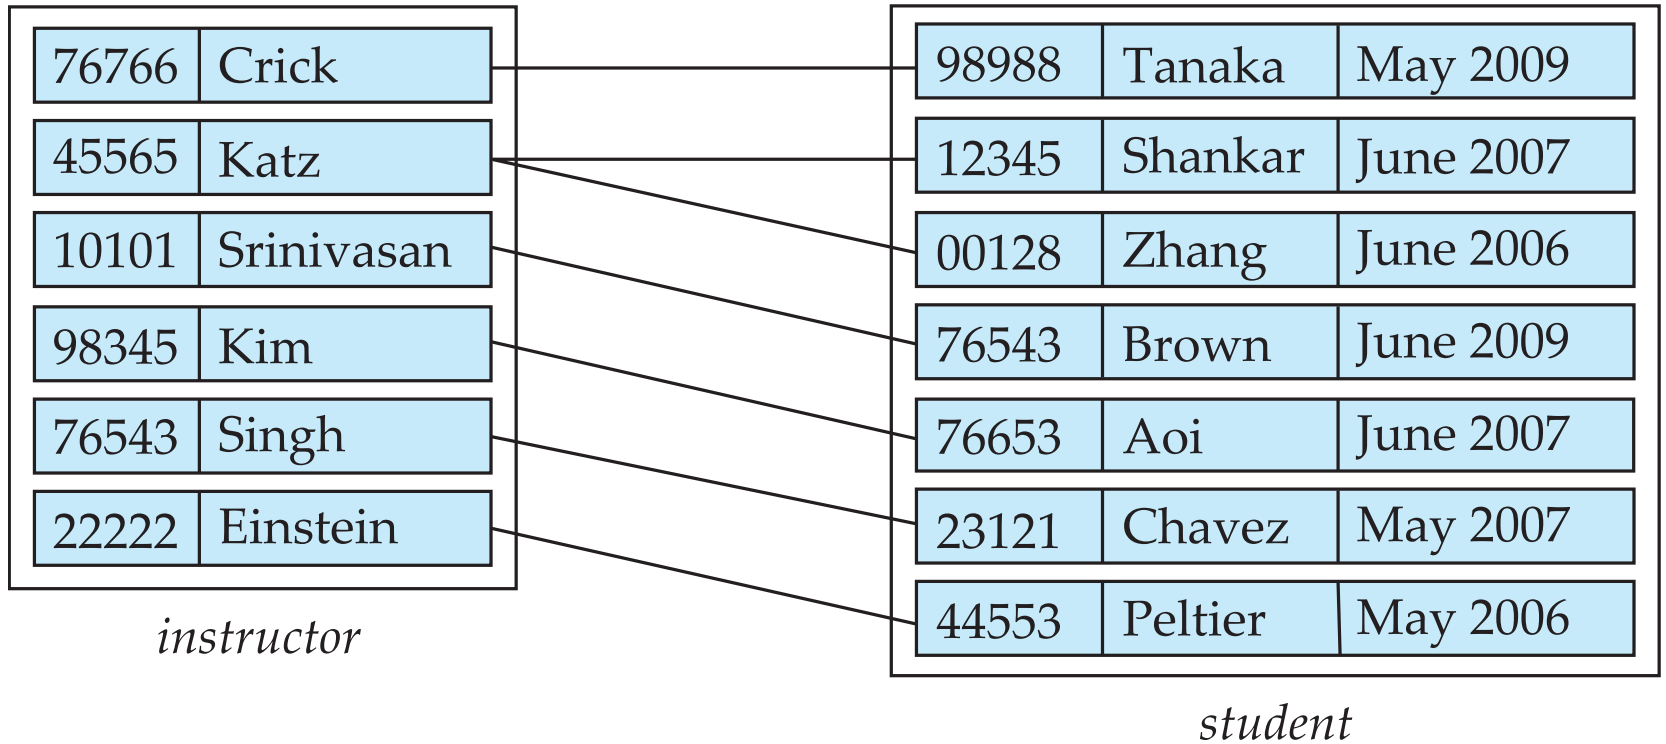 76766 Crick
45565 Katz
10101 Srinivasan
98345 Kim
76543 Singh
22222 Einstein
instructor
98988 Tanaka May 2009
12345 Shankar June 2007
00128 Zhang June 2006
76543 Brown June 2009
76653 Aoi June 2007
23121 Chavez May 2007
44553 Peltier May 2006
student